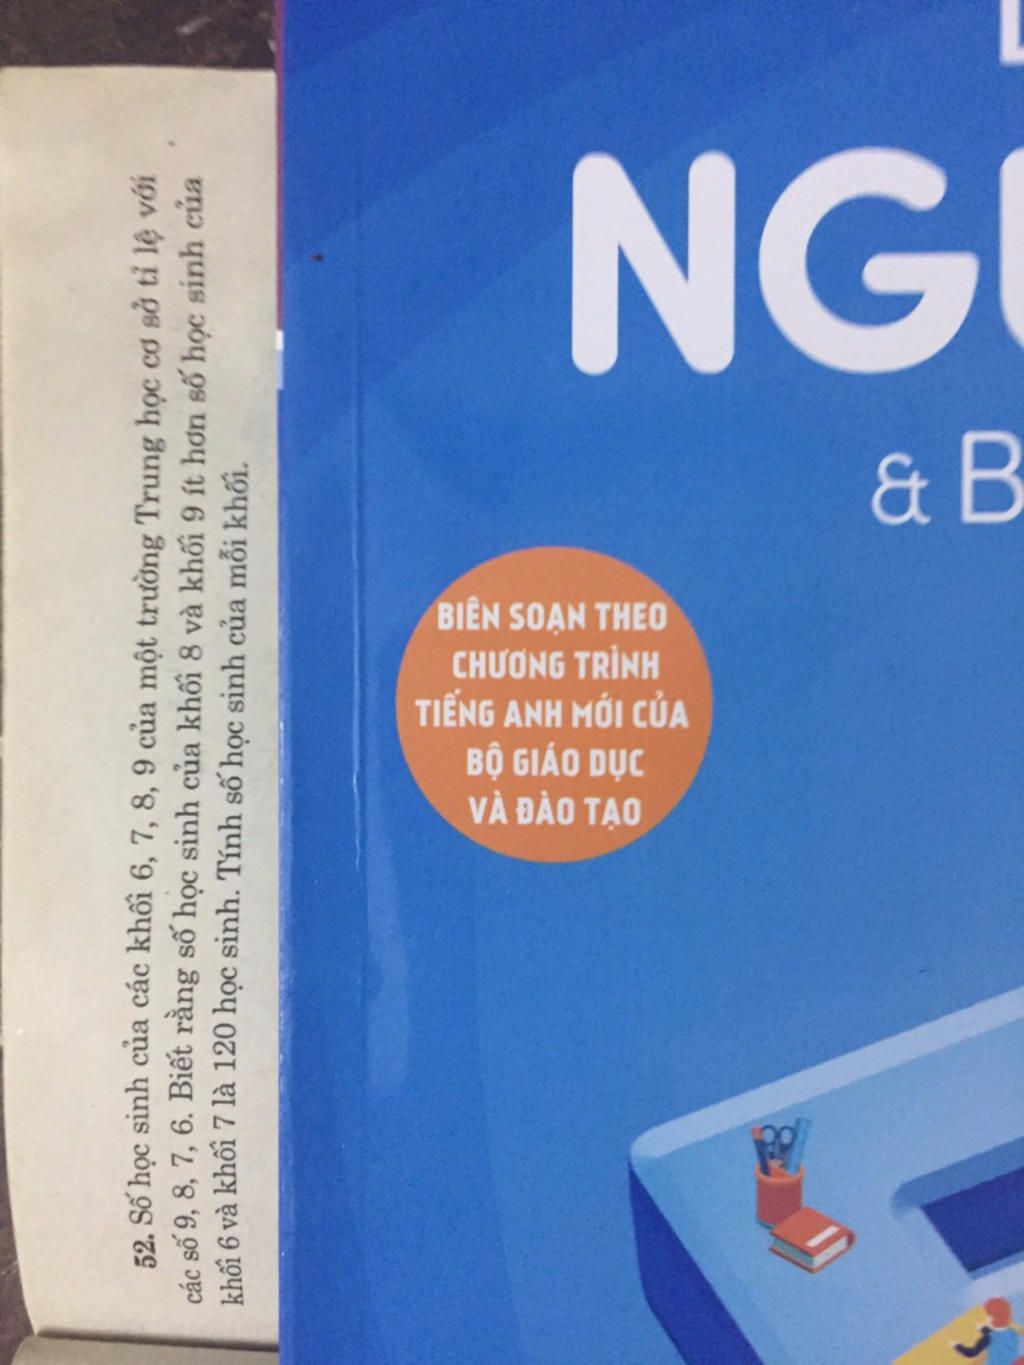 52. Số học sinh của các khối 6, 7, 8, 9 của một trường Trung học cơ sở tỉ lệ với
các số 9, 8, 7, 6. Biết rằng số học sinh của khối 8 và khối 9 ít hơn số học sinh của
khối 6 và khối 7 là 120 học sinh. Tính số học sinh của mỗi khối.
NGU
& B
BIÊN SOẠN THEO
CHƯƠNG TRÌNH
TIẾNG ANH MỚI CỦA
BỘ GIÁO DỤC
VÀ ĐÀO TẠO